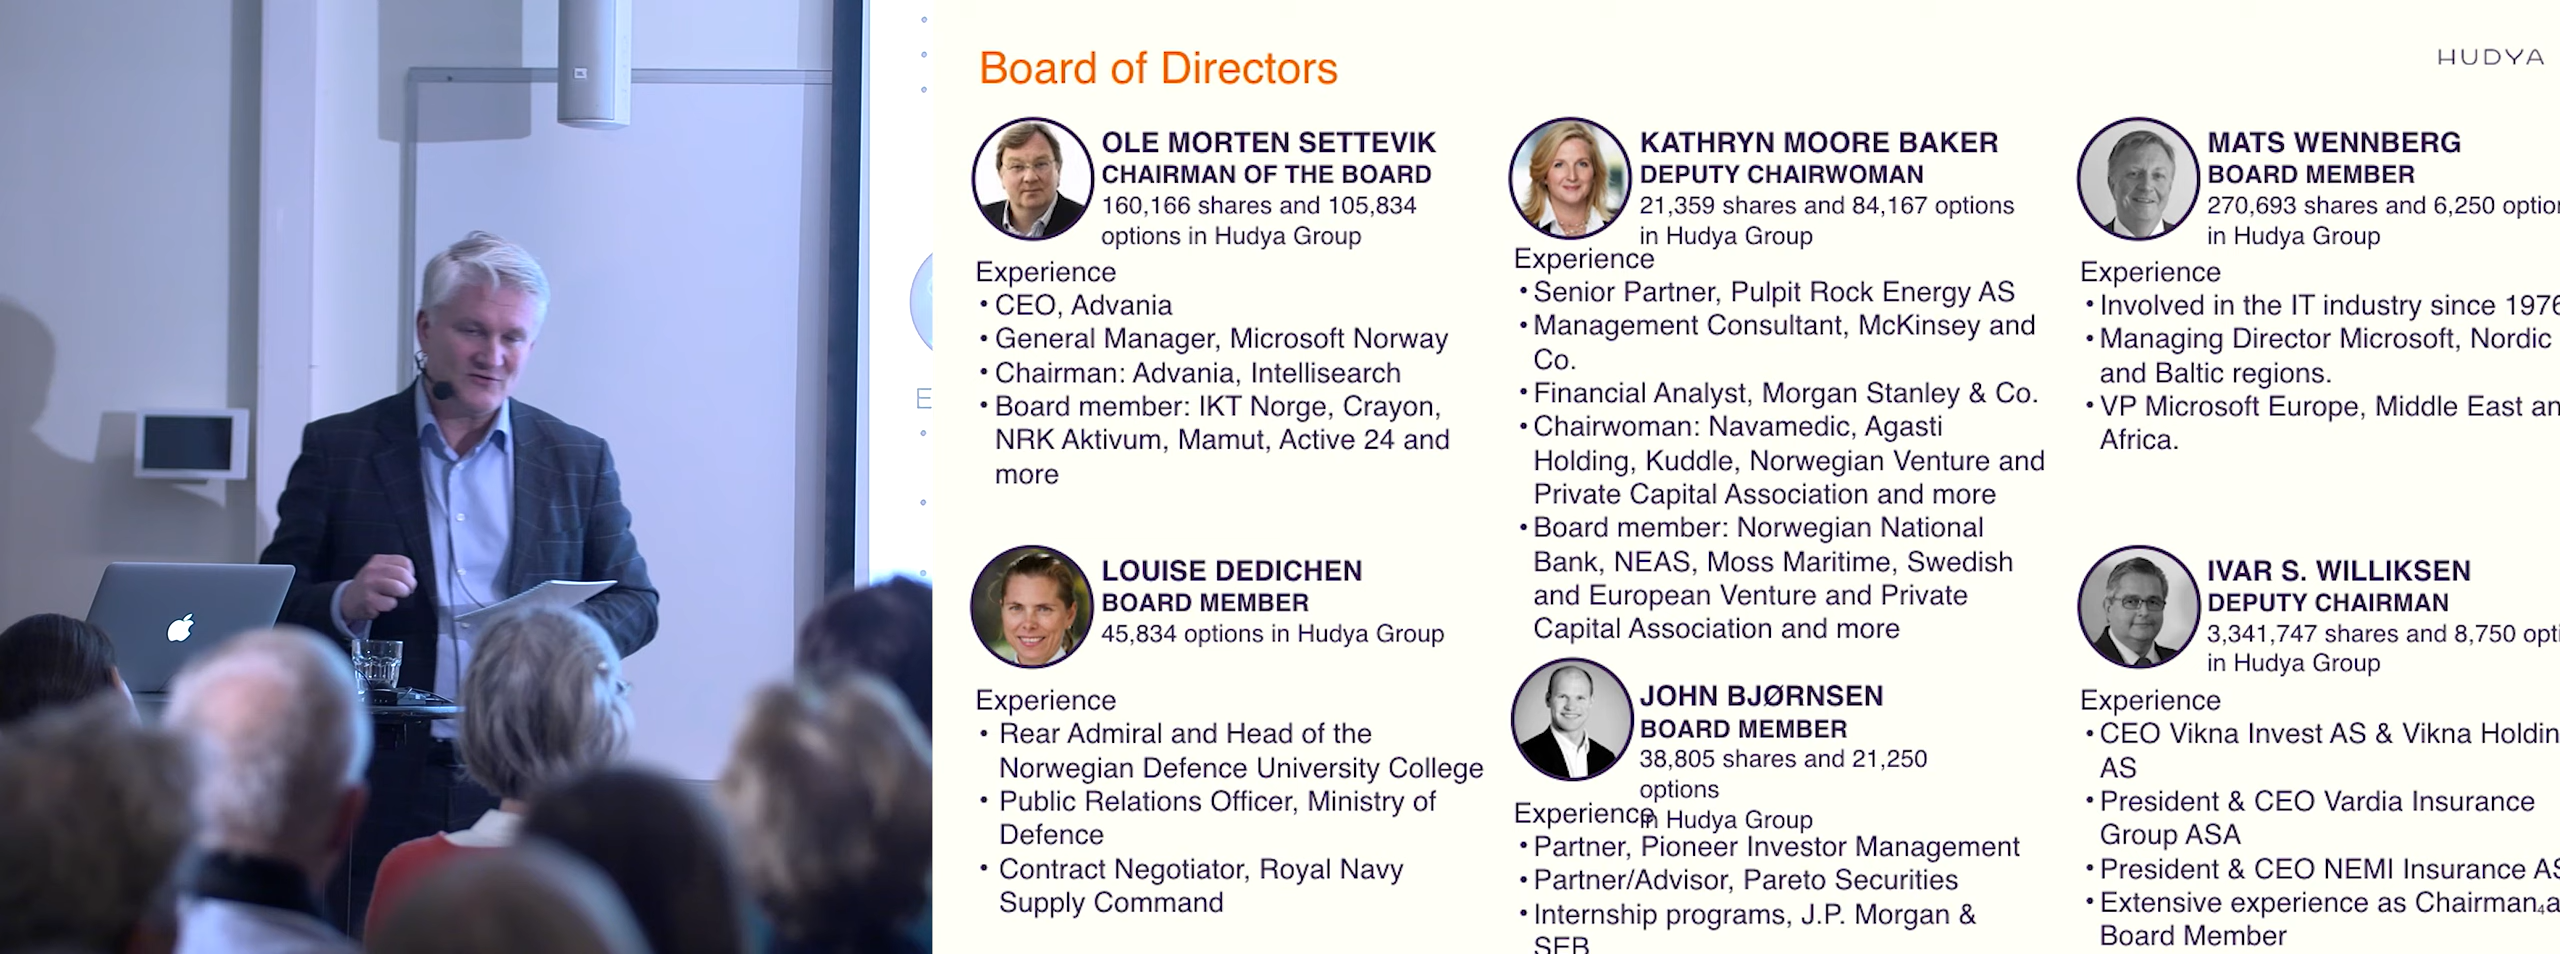 Board of Directors
HUDYA
OLE MORTEN SETTEVIK
CHAIRMAN OF THE BOARD
160,166 shares and 105,834
options in Hudya Group
Experience
• CEO, Advania
• General Manager, Microsoft Norway
• Chairman: Advania, Intellisearch
• Board member: IKT Norge, Crayon,
NRK Aktivum, Mamut, Active 24 and
more
LOUISE DEDICHEN
BOARD MEMBER
45,834 options in Hudya Group
Experience
• Rear Admiral and Head of the
Norwegian Defence University College
• Public Relations Officer, Ministry of
Defence
• Contract Negotiator, Royal Navy
Supply Command
KATHRYN MOORE BAKER
DEPUTY CHAIRWOMAN
21,359 shares and 84,167 options
in Hudya Group
Experience
• Senior Partner, Pulpit Rock Energy AS
• Management Consultant, McKinsey and
Co.
• Financial Analyst, Morgan Stanley & Co.
• Chairwoman: Navamedic, Agasti
Holding, Kuddle, Norwegian Venture and
Private Capital Association and more
• Board member: Norwegian National
Bank, NEAS, Moss Maritime, Swedish
and European Venture and Private
Capital Association and more
JOHN BJØRNSEN
BOARD MEMBER
38,805 shares and 21,250
options
in Hudya Group
Experience
• Partner, Pioneer Investor Management
• Partner/Advisor, Pareto Securities
• Internship programs, J.P. Morgan &
SEB
MATS WENNBERG
BOARD MEMBER
270,693 shares and 6,250 optio
in Hudya Group
Experience
• Involved in the IT industry since 1976
• Managing Director Microsoft, Nordic
and Baltic regions.
• VP Microsoft Europe, Middle East an
Africa.
IVAR S. WILLIKSEN
DEPUTY CHAIRMAN
3,341,747 shares and 8,750 opti
in Hudya Group
Experience
• CEO Vikna Invest AS & Vikna Holdin
AS
• President & CEO Vardia Insurance
Group ASA
• President & CEO NEMI Insurance AS
• Extensive experience as Chairman a
Board Member
4